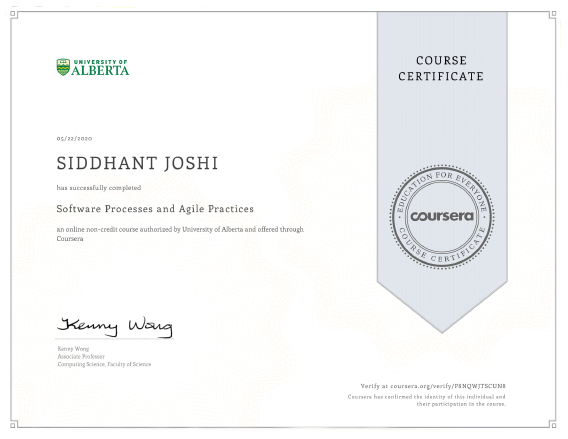 UNIVERSITY OF
ALBERTA
COURSE
CERTIFICATE
05/22/2020
SIDDHANT JOSHI
has successfully completed
Software Processes and Agile Practices
an online non-credit course authorized by University of Alberta and offered through
Coursera
EDUCATION FOR EVERYONE
coursera
COURSE CERTIFICATE
Kenny Wong
Kenny Wong
Associate Professor
Computing Science, Faculty of Science
Verify at coursera.org/verify/P8NQWJTSCUN8
Coursera has confirmed the identity of this individual and
their participation in the course.